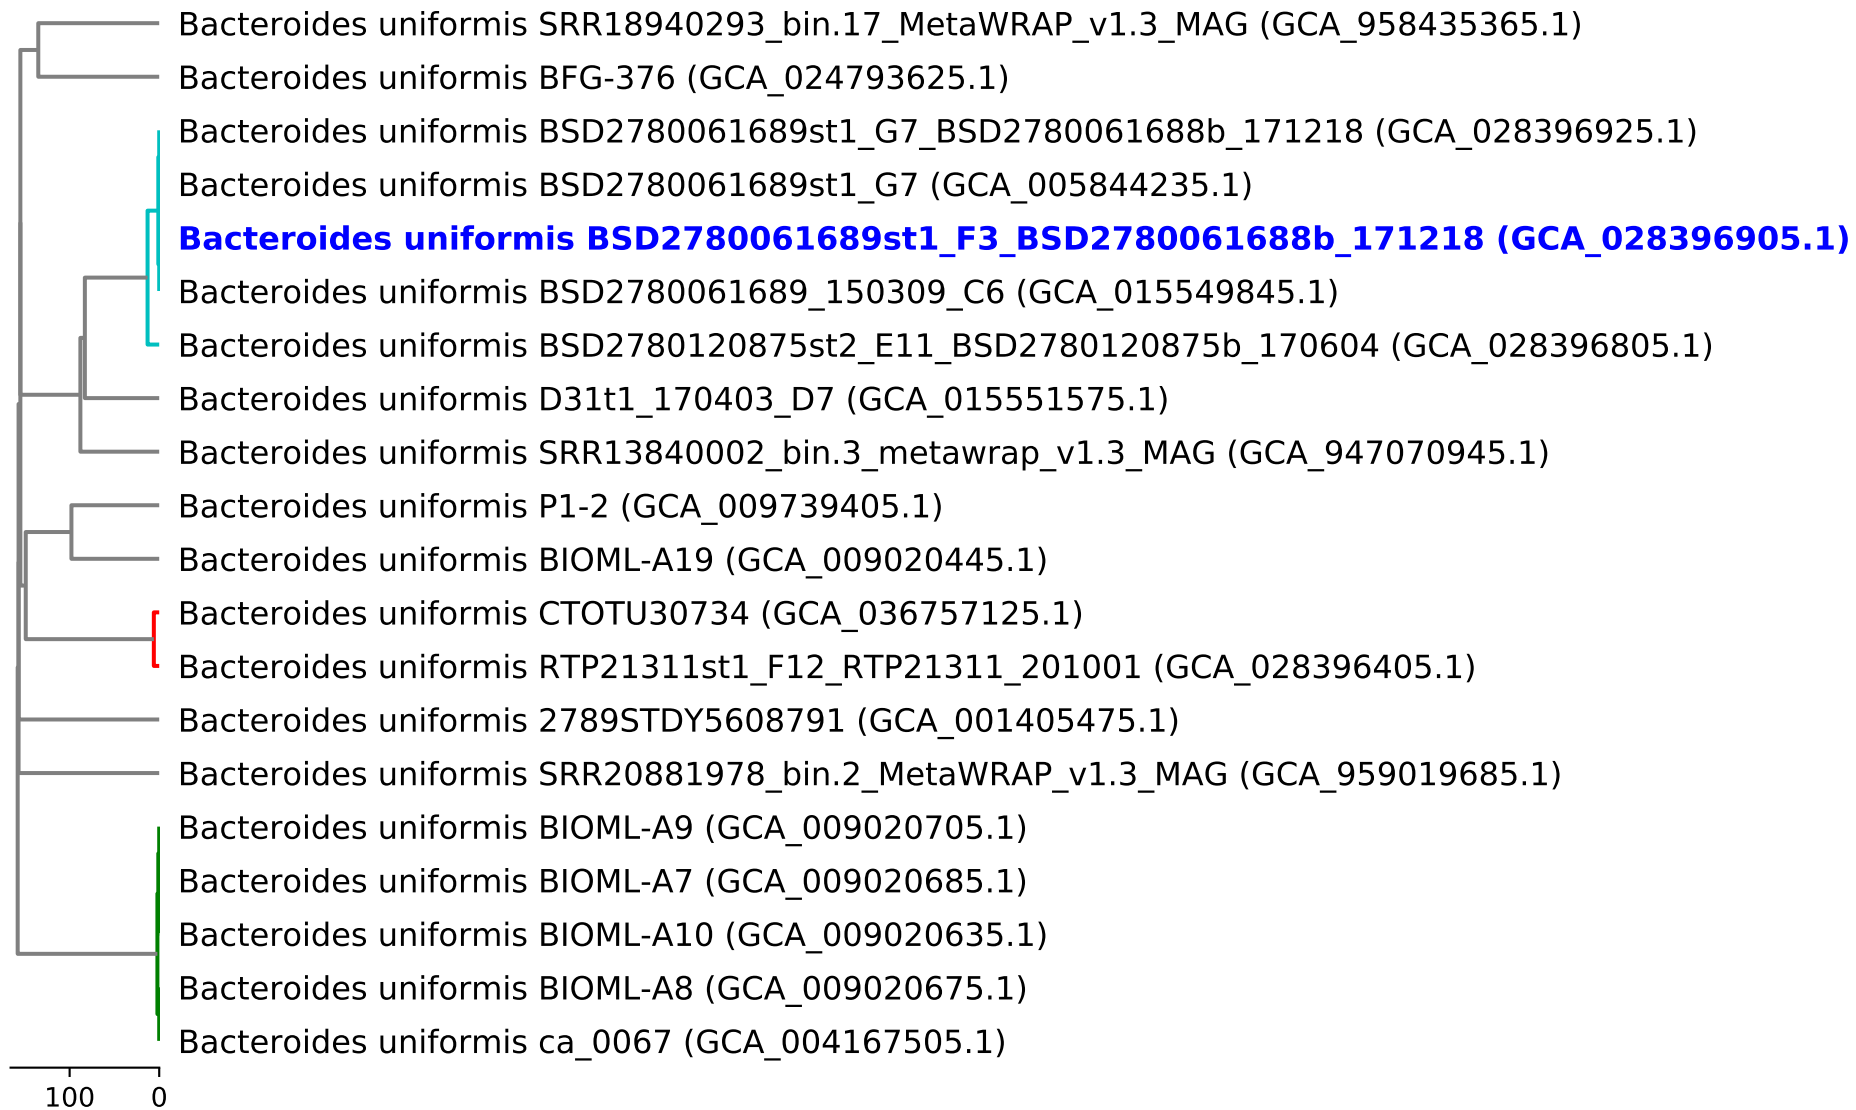 Bacteroides uniformis SRR18940293_bin.17_MetaWRAP_v1.3_MAG (GCA_958435365.1)
Bacteroides uniformis BFG-376 (GCA_024793625.1)
Bacteroides uniformis BSD2780061689st1_G7_BSD2780061688b_171218 (GCA_028396925.1)
Bacteroides uniformis BSD2780061689st1_G7 (GCA_005844235.1)
Bacteroides uniformis BSD2780061689st1_F3_BSD2780061688b_171218 (GCA_028396905.1)
Bacteroides uniformis BSD2780061689_150309_C6 (GCA_015549845.1)
Bacteroides uniformis BSD2780120875st2_E11_BSD2780120875b_170604 (GCA_028396805.1)
Bacteroides uniformis D31t1_170403_D7 (GCA_015551575.1)
Bacteroides uniformis SRR13840002_bin.3_metawrap_v1.3_MAG (GCA_947070945.1)
Bacteroides uniformis P1-2 (GCA_009739405.1)
Bacteroides uniformis BIOML-A19 (GCA_009020445.1)
Bacteroides uniformis CTOTU30734 (GCA_036757125.1)
Bacteroides uniformis RTP21311st1_F12_RTP21311_201001 (GCA_028396405.1)
Bacteroides uniformis 2789STDY5608791 (GCA_001405475.1)
Bacteroides uniformis SRR20881978_bin.2_MetaWRAP_v1.3_MAG (GCA_959019685.1)
Bacteroides uniformis BIOML-A9 (GCA_009020705.1)
Bacteroides uniformis BIOML-A7 (GCA_009020685.1)
Bacteroides uniformis BIOML-A10 (GCA_009020635.1)
Bacteroides uniformis BIOML-A8 (GCA_009020675.1)
Bacteroides uniformis ca_0067 (GCA_004167505.1)
100 0